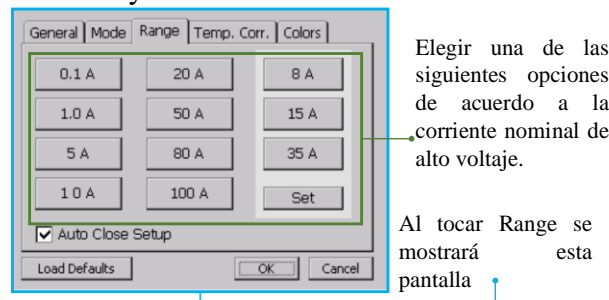 General Mode Range Temp. Corr. Colors
0.1 A 20 A 8 A
1.0 A 50 A 15 A
5 A 80 A 35 A
1 0 A 100 A Set
Auto Close Setup
Load Defaults OK Cancel
Elegir una de las
siguientes opciones
de acuerdo a la
corriente nominal de
alto voltaje.
Al tocar Range se
mostrará esta
pantalla